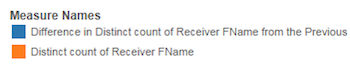 Measure Names
Difference in Distinct count of Receiver FName from the Previous
Distinct count of Receiver FName